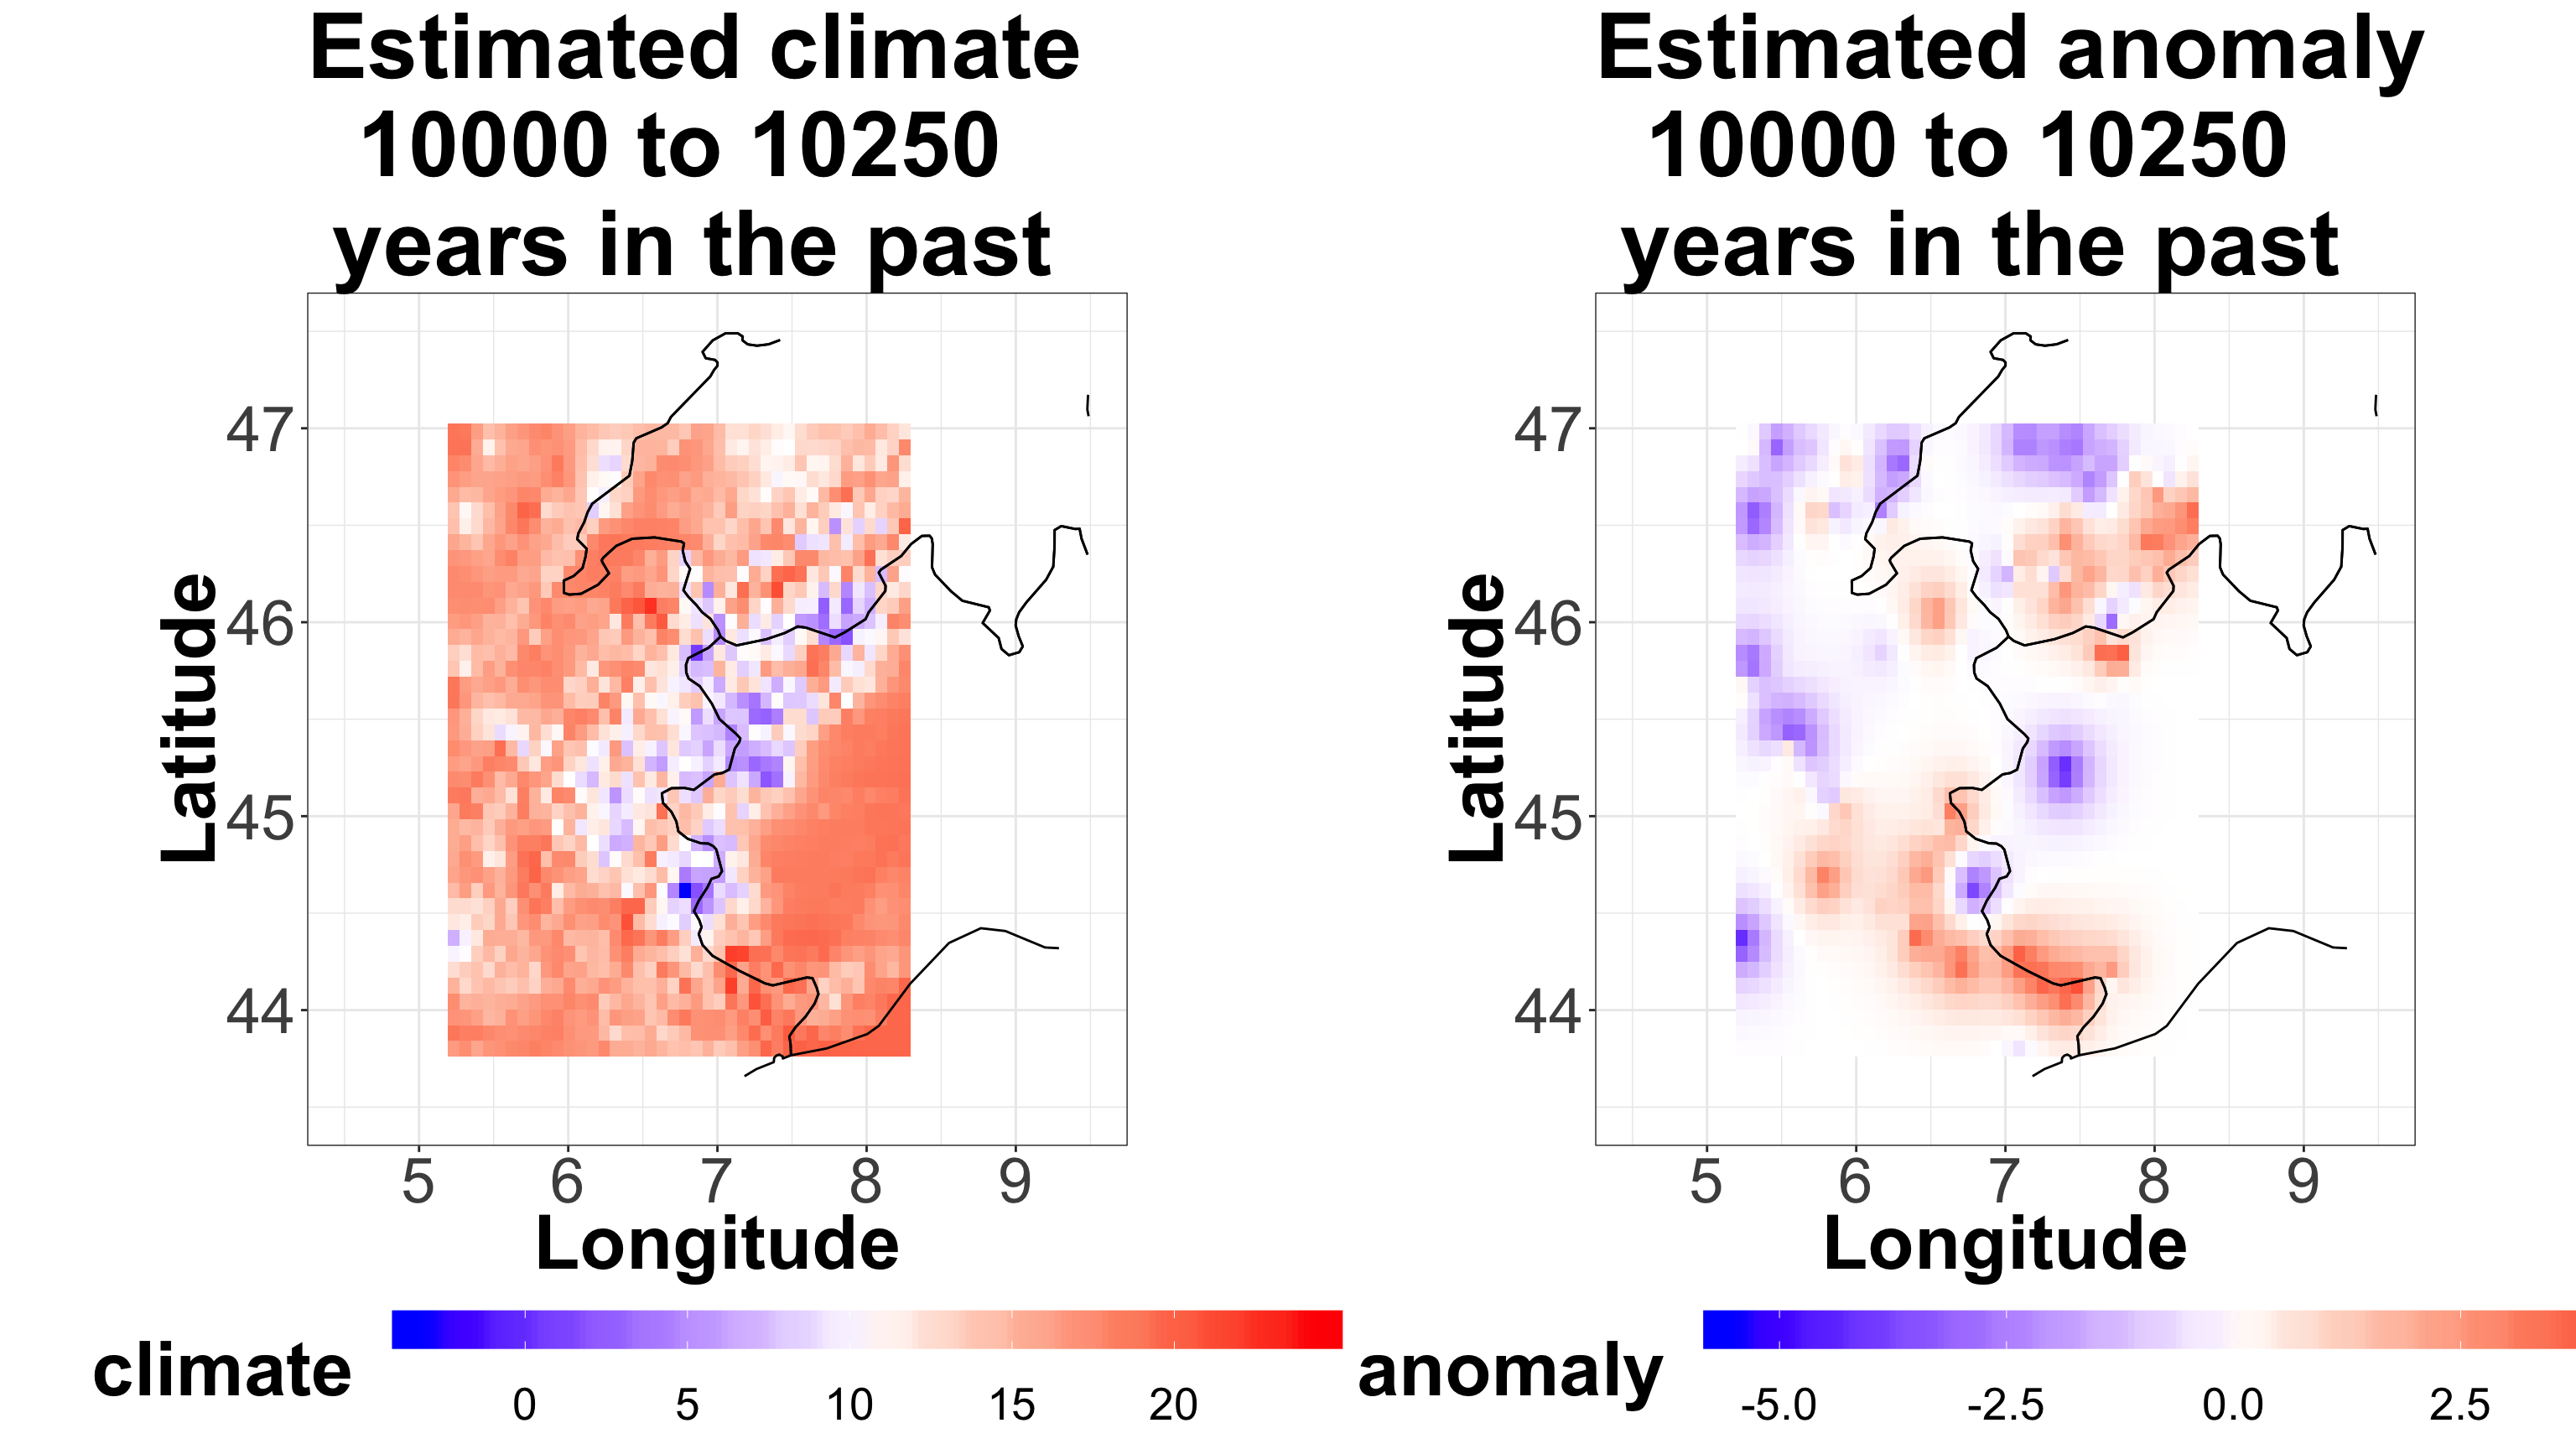 Estimated climate
10000 to 10250
years in the past
47
46
45
44
Latitude
5 6 7 8 9
Longitude
climate
0 5 10 15 20
Estimated anomaly
10000 to 10250
years in the past
47
46
45
44
Latitude
5 6 7 8 9
Longitude
anomaly
-5.0 -2.5 0.0 2.5